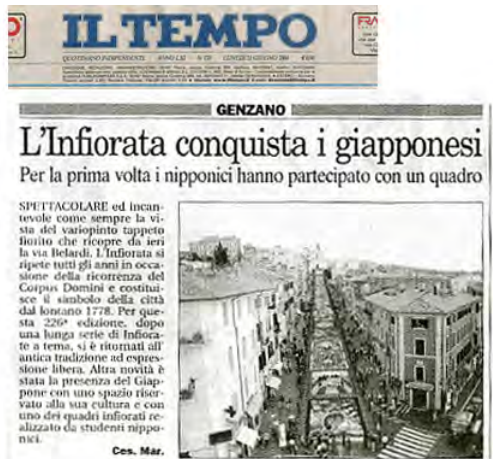 IL TEMPO
QUOTIDIANO INDIPENDENTE
GENZANO
L'Infiorata conquista i giapponesi
Per la prima volta i nipponici hanno partecipato con un quadro
SPETTACOLARE ed incan-
tevole come sempre la vi-
sta del variopinto tappeto
fiorito che ricopre da ieri
la via Belardi. L'Infiorata si
ripete tutti gli anni in occa-
sione della ricorrenza del
Corpus Domini e costitui-
sce il simbolo della città
dal lontano 1778. Per que-
sta 226ª edizione, dopo
una lunga serie di Infiora-
te a tema, si è ritornati all'
antica tradizione ad espres-
sione libera. Altra novità è
stata la presenza del Giap-
pone con uno spazio riser-
vato alla sua cultura e con
uno dei quadri infiorati re-
alizzato da studenti nippo-
nici.
Ces. Mar.